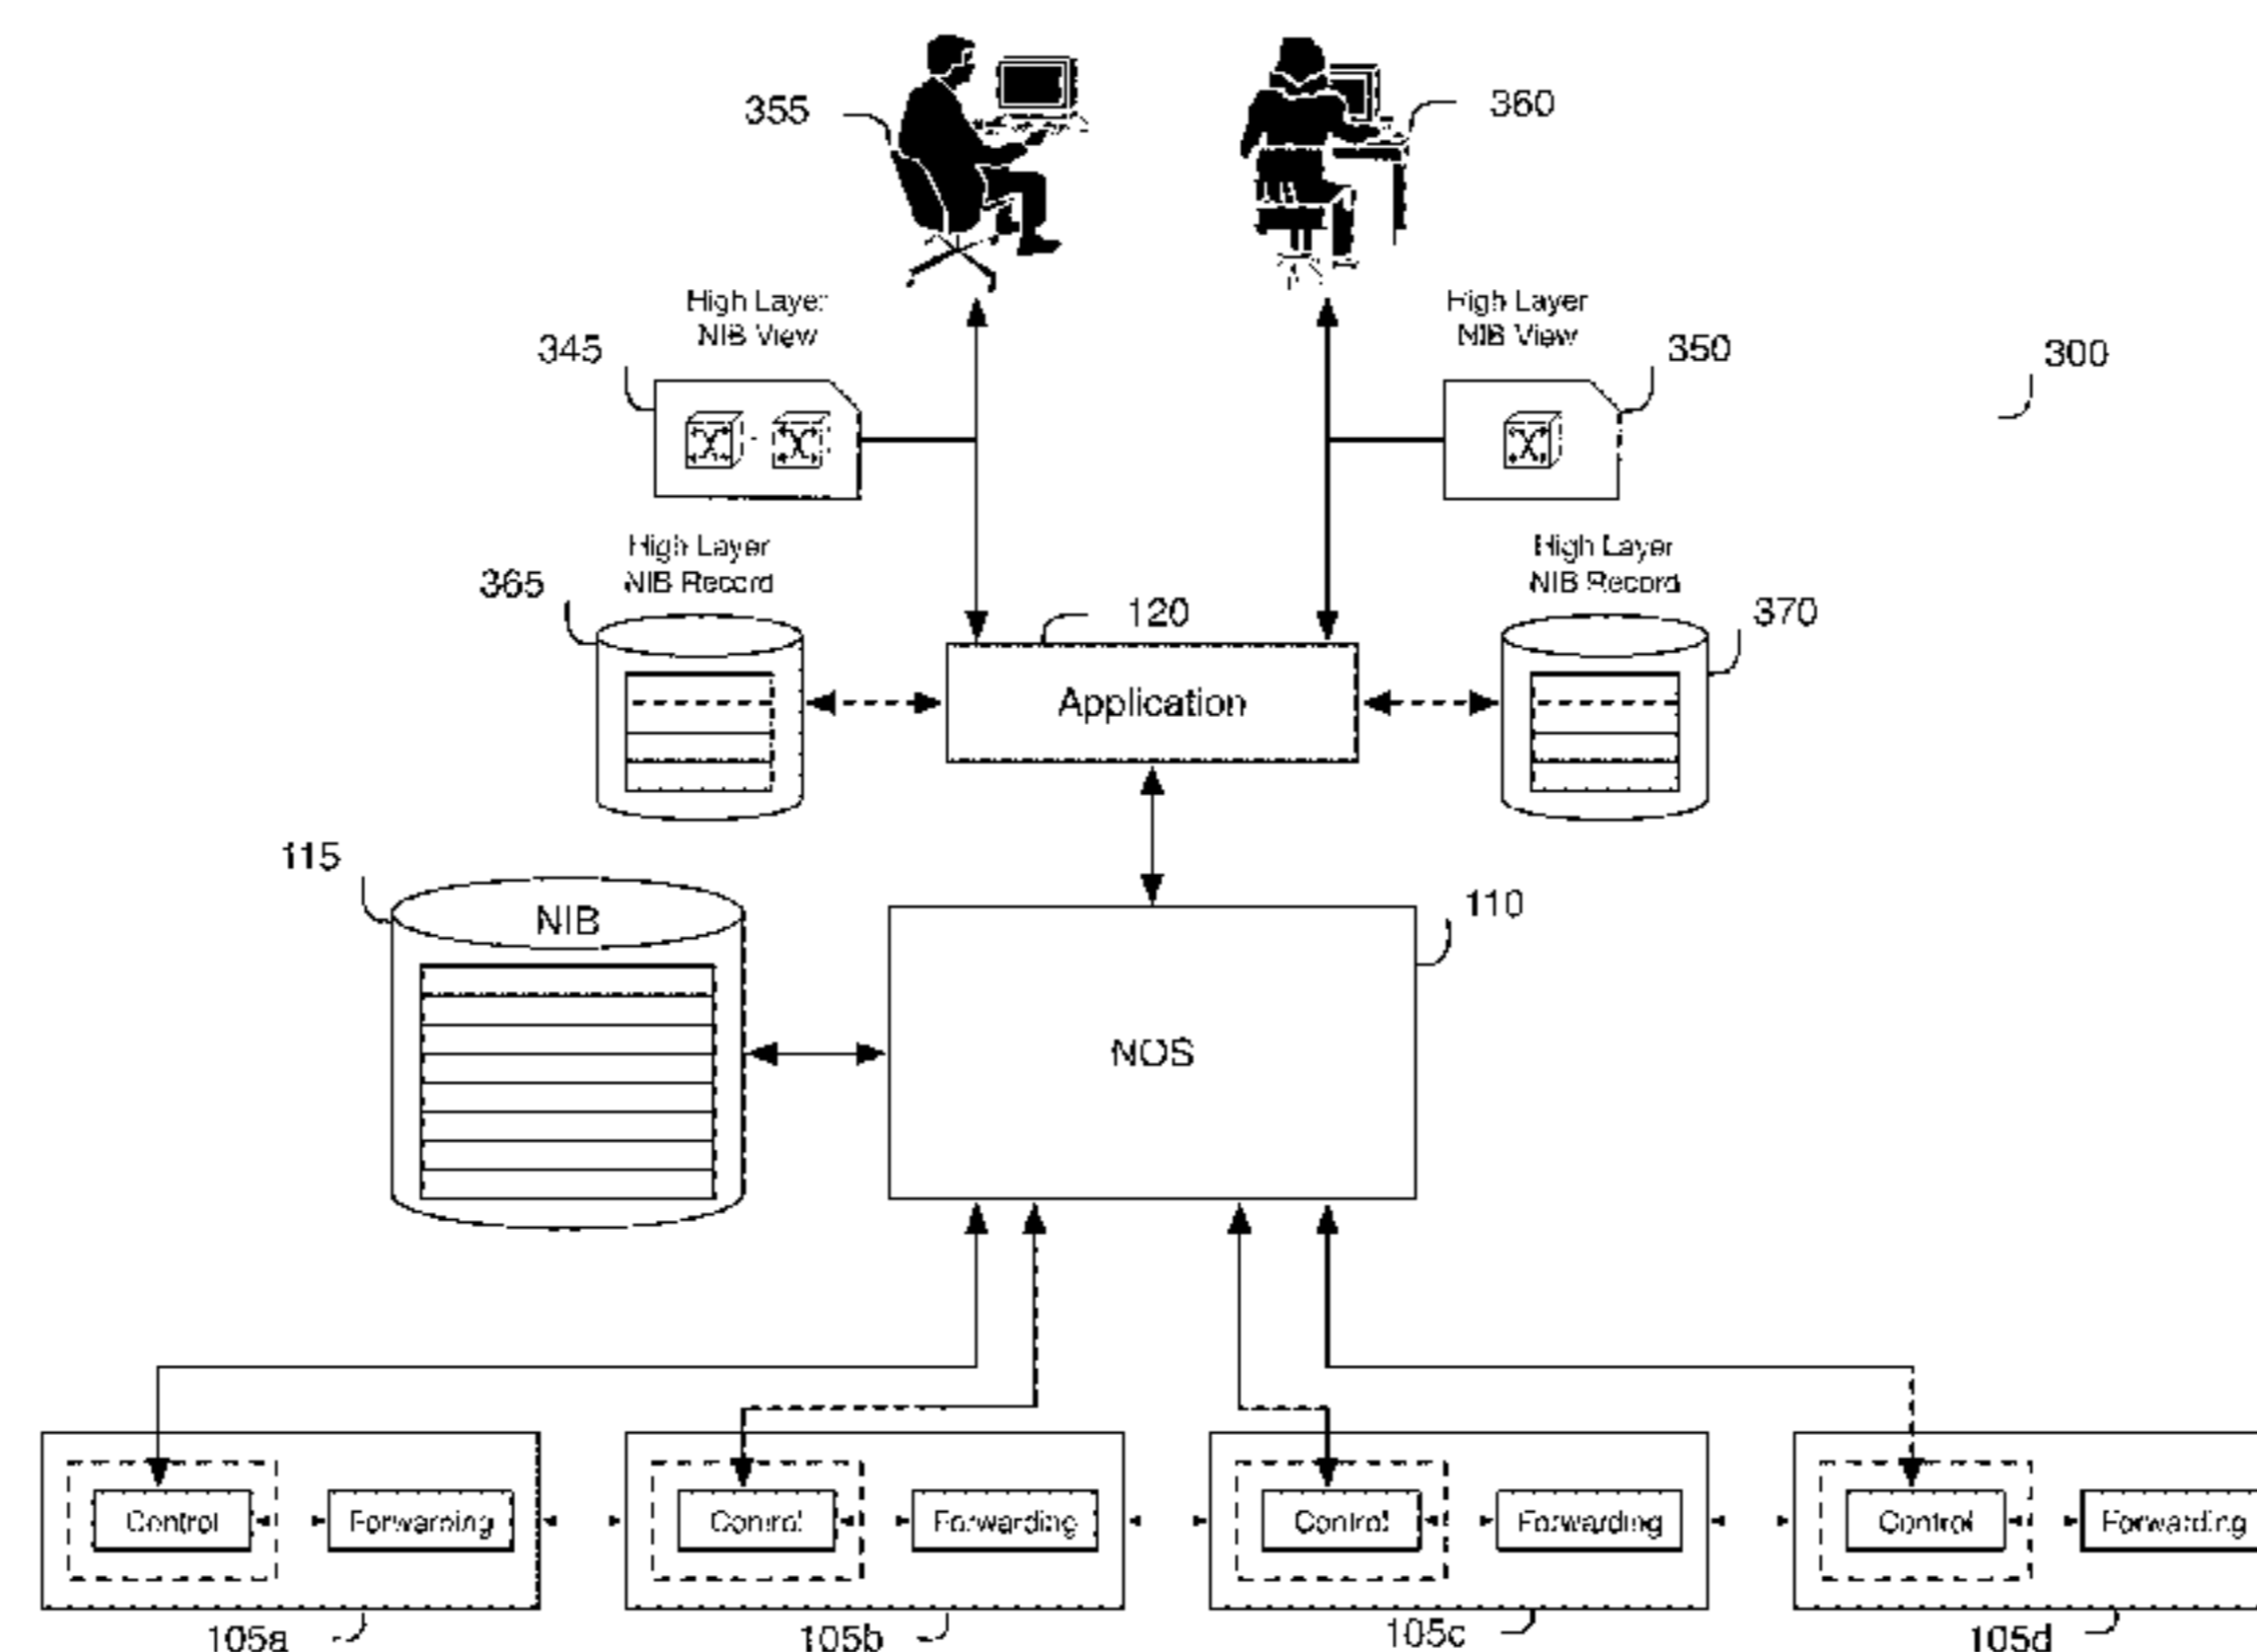 355
360
High Layer
NIB View
High Layer
NIB View
345
350
300
High Layer
NIB Record
High Layer
NIB Record
365
120
370
Application
115
110
NIB
NOS
Control
Forwarding
Control
Forwarding
Control
Forwarding
Control
Forwarding
105a
105b
105c
105d